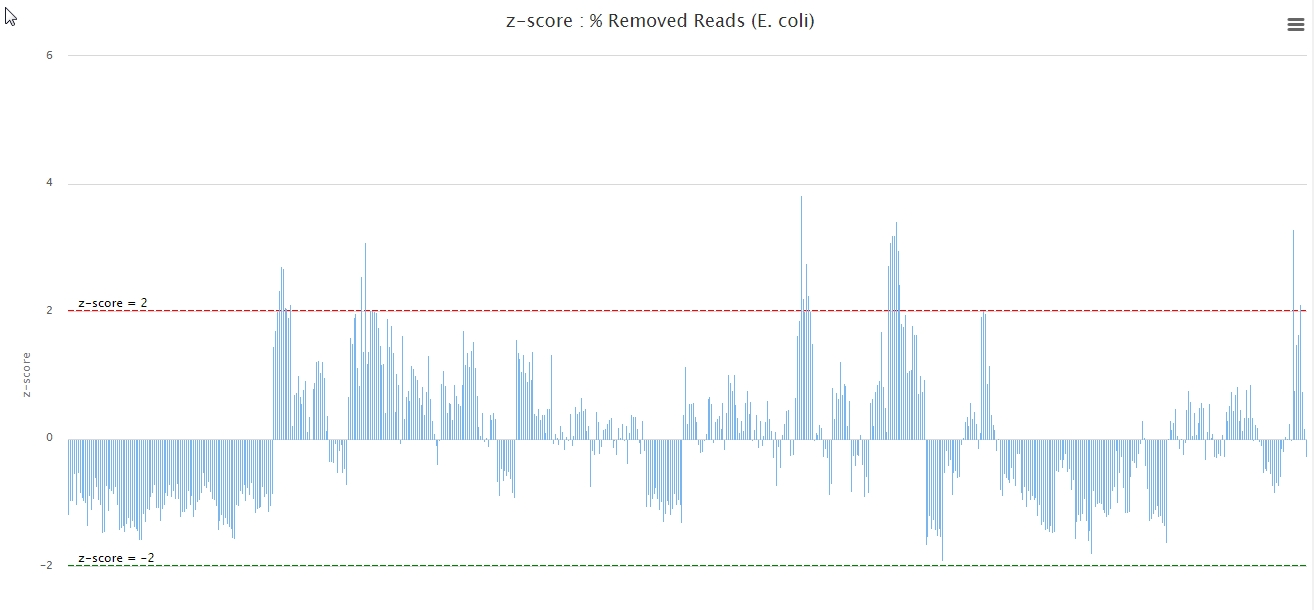 z-score : % Removed Reads (E. coli)
6
4
z-score = 2
2
z-score
0
z-score = -2
-2